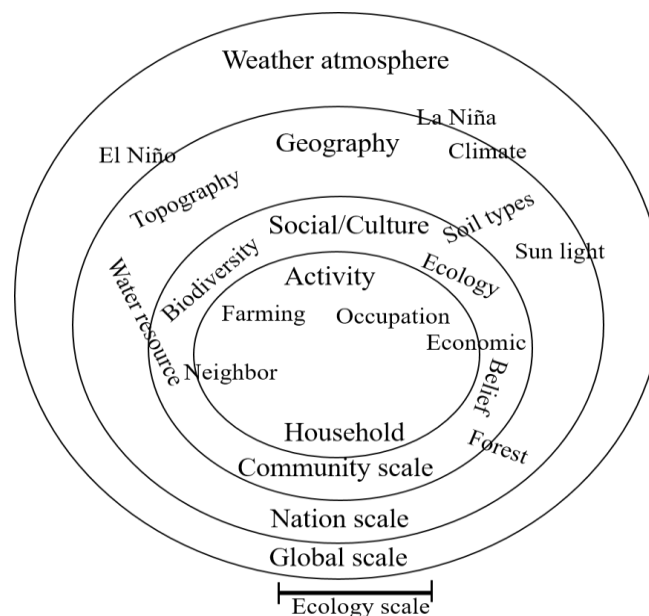 Weather atmosphere
La Niña
Geography
El Niño
Climate
Topography
Soil types
Social/Culture
Sun light
Biodiversity
Ecology
Activity
Water resource
Farming
Occupation
Economic
Neighbor
Belief
Household
Forest
Community scale
Nation scale
Global scale
Ecology scale